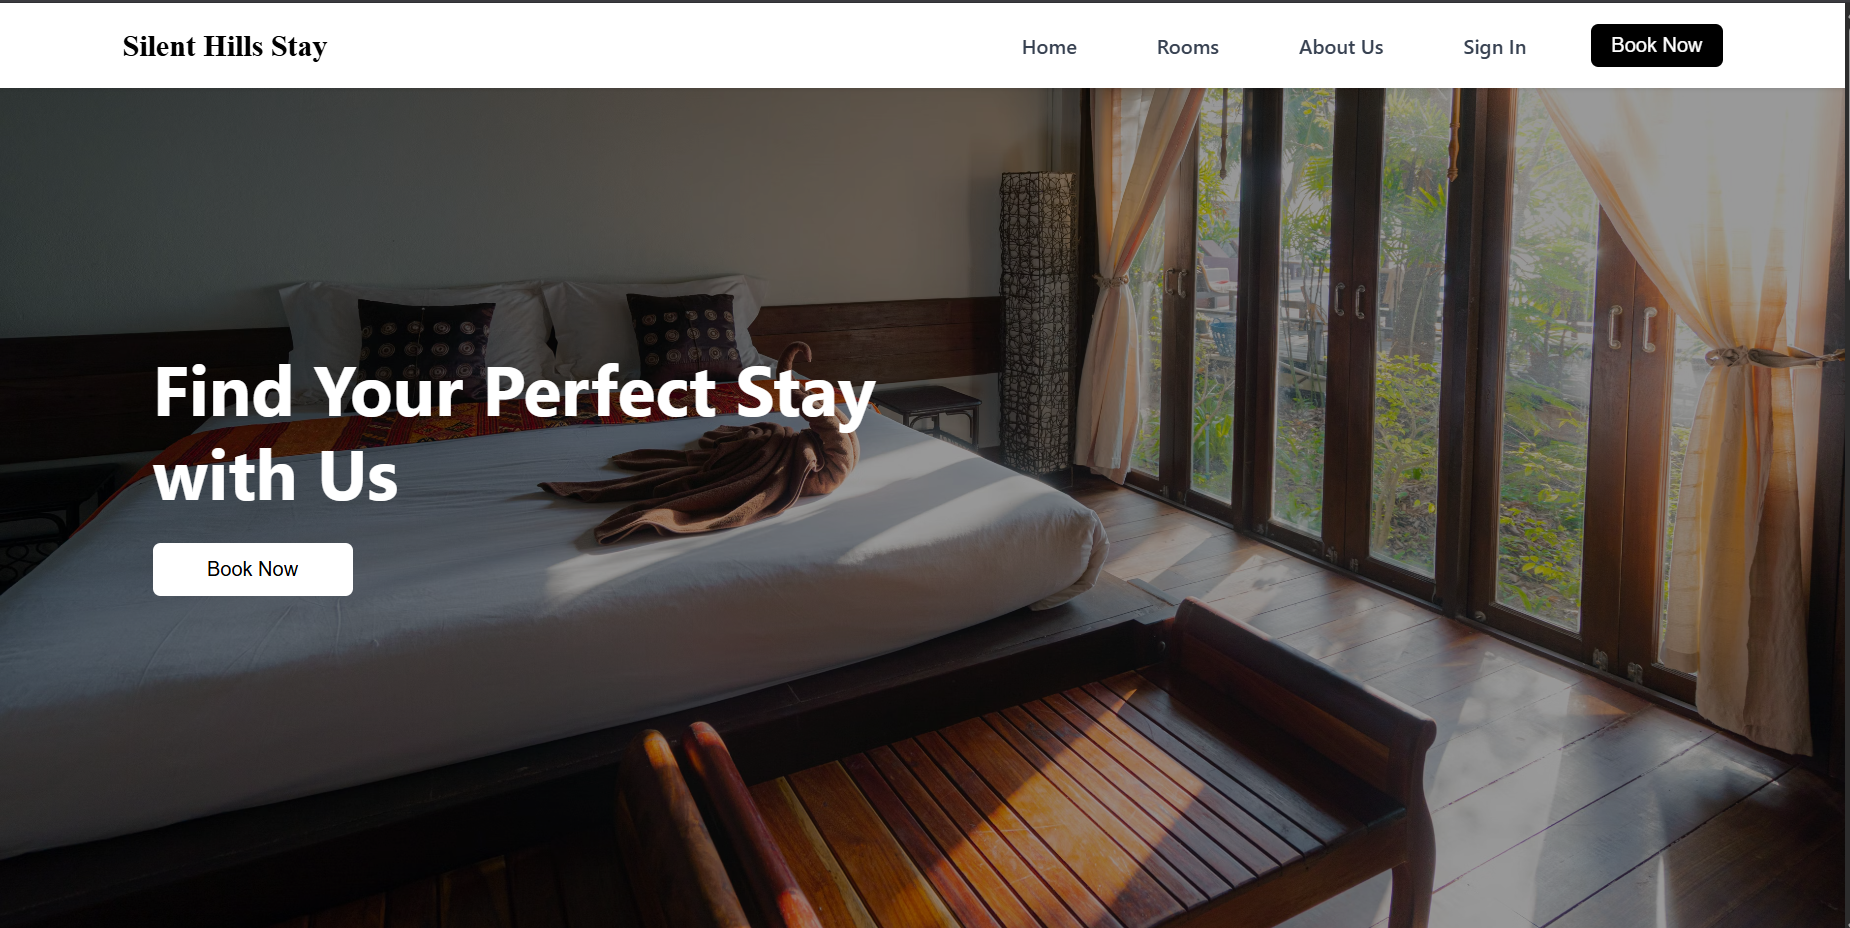 Silent Hills Stay
Home
Rooms
About Us
Sign In
Book Now
Find Your Perfect Stay
with Us
Book Now